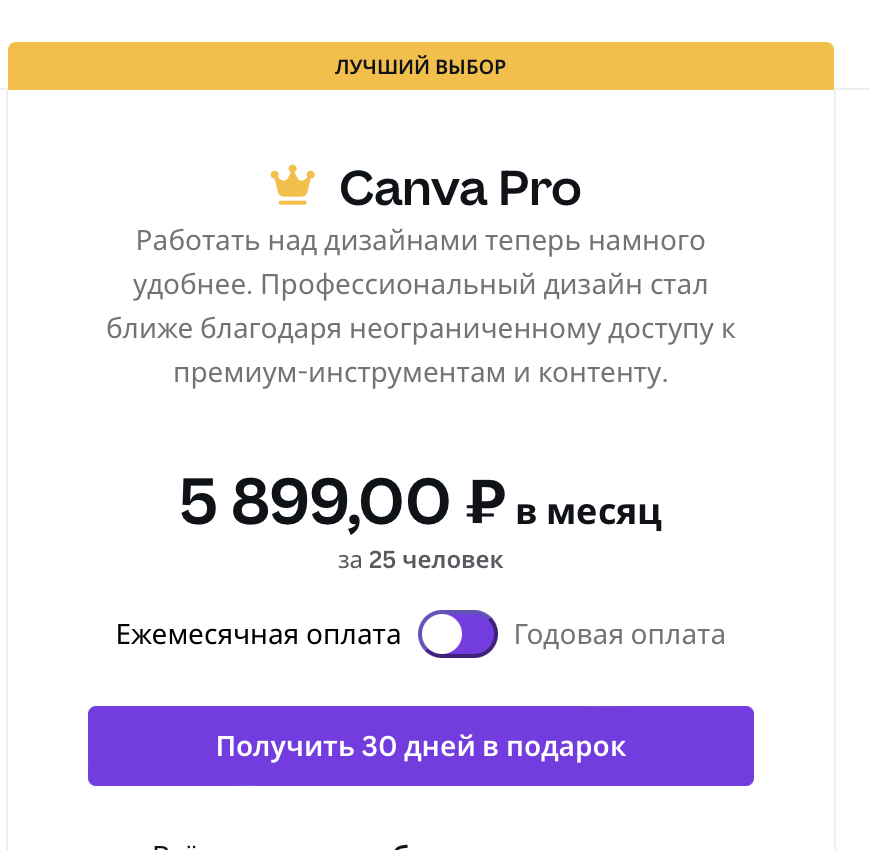 ЛУЧШИЙ ВЫБОР
Canva Pro
Работать над дизайнами теперь намного
удобнее. Профессиональный дизайн стал
ближе благодаря неограниченному доступу к
премиум-инструментам и контенту.
5 899,00 ₽ в месяц
за 25 человек
Ежемесячная оплата Годовая оплата
Получить 30 дней в подарок